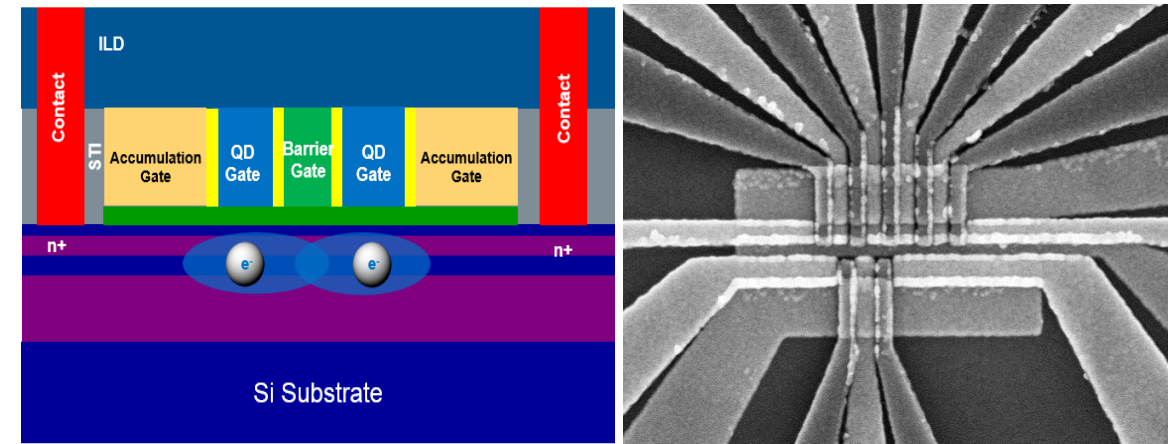 ILD
Contact
Contact
STI
Accumulation
Gate
QD
Gate
Barrier
Gate
QD
Gate
Accumulation
Gate
n+
n+
e-
e-
Si Substrate